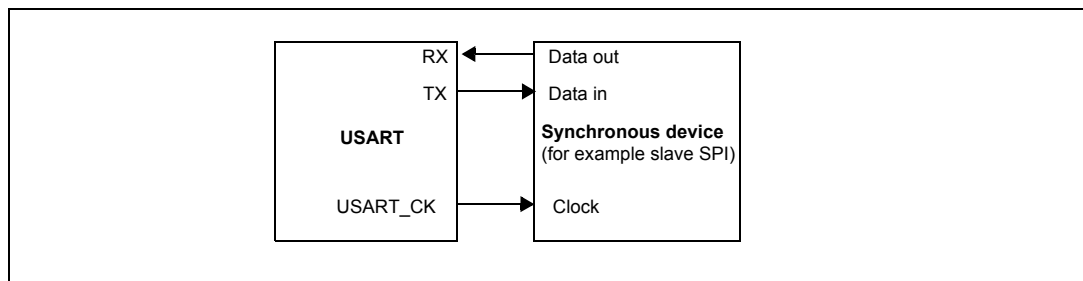 RX
Data out
TX
Data in
USART
Synchronous device
(for example slave SPI)
USART_CK
Clock